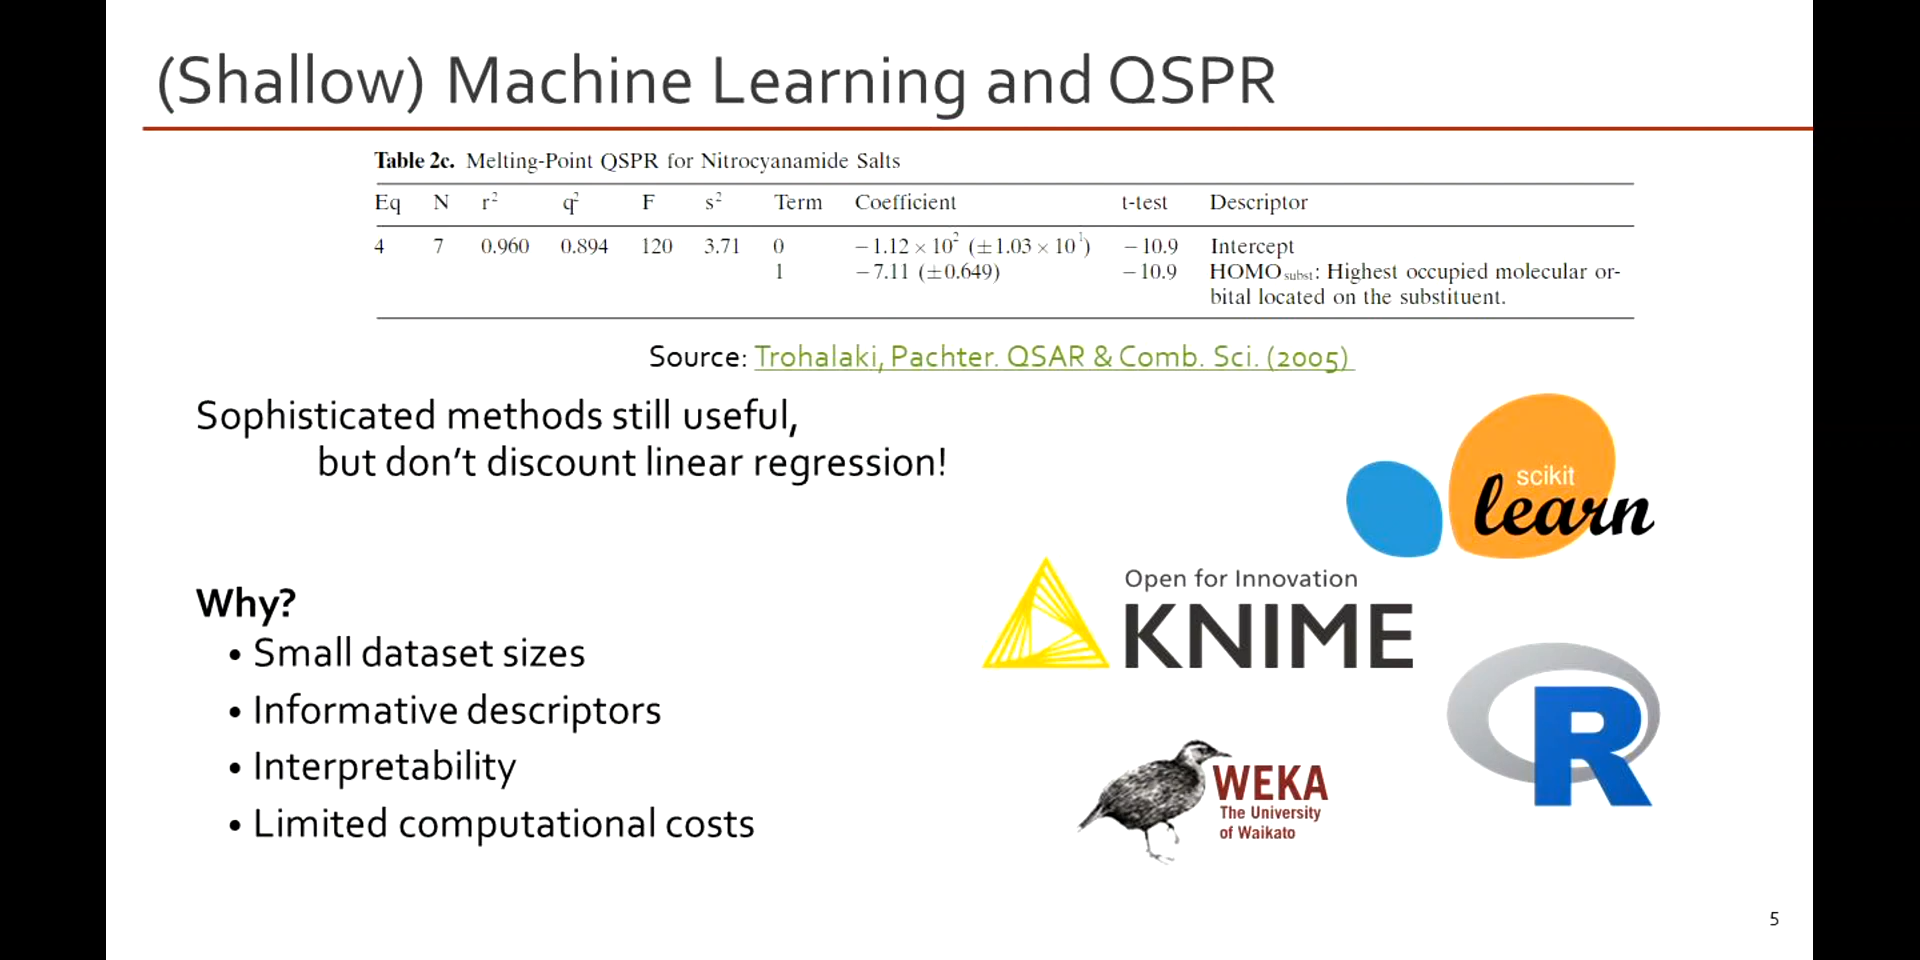 (Shallow) Machine Learning and QSPR
Table 2c. Melting-Point QSPR for Nitrocyanamide Salts
Eq N r² q² F s² Term Coefficient t-test Descriptor
4 7 0.960 0.894 120 3.71 0 −1.12 × 10² (±1.03 × 10¹) −10.9 Intercept
1 −7.11 (±0.649) −10.9 HOMOsubst: Highest occupied molecular or-
bital located on the substituent.
Source: Trohalaki, Pachter. QSAR & Comb. Sci. (2005)
Sophisticated methods still useful,
but don't discount linear regression!
scikit
learn
Open for Innovation
KNIME
Why?
• Small dataset sizes
• Informative descriptors
• Interpretability
• Limited computational costs
R
WEKA
The University
of Waikato
5